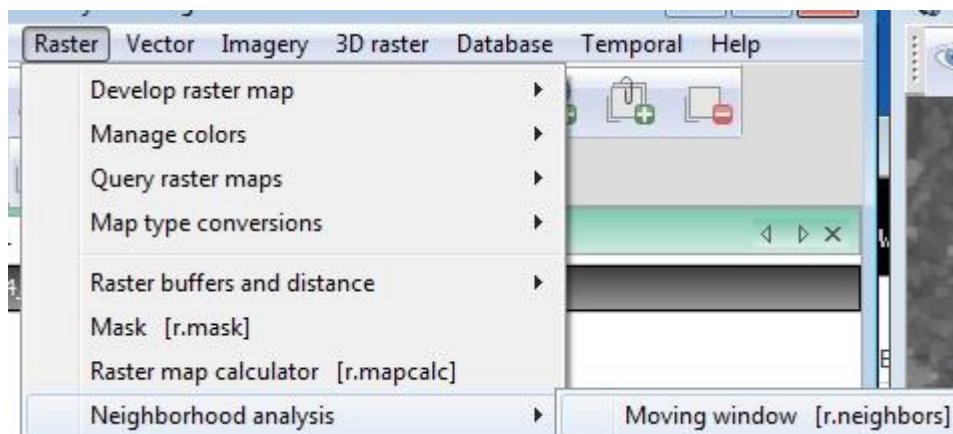 Raster Vector Imagery 3D raster Database Temporal Help
Develop raster map
Manage colors
Query raster maps
Map type conversions
Raster buffers and distance
Mask [r.mask]
Raster map calculator [r.mapcalc]
Neighborhood analysis
Moving window [r.neighbors]